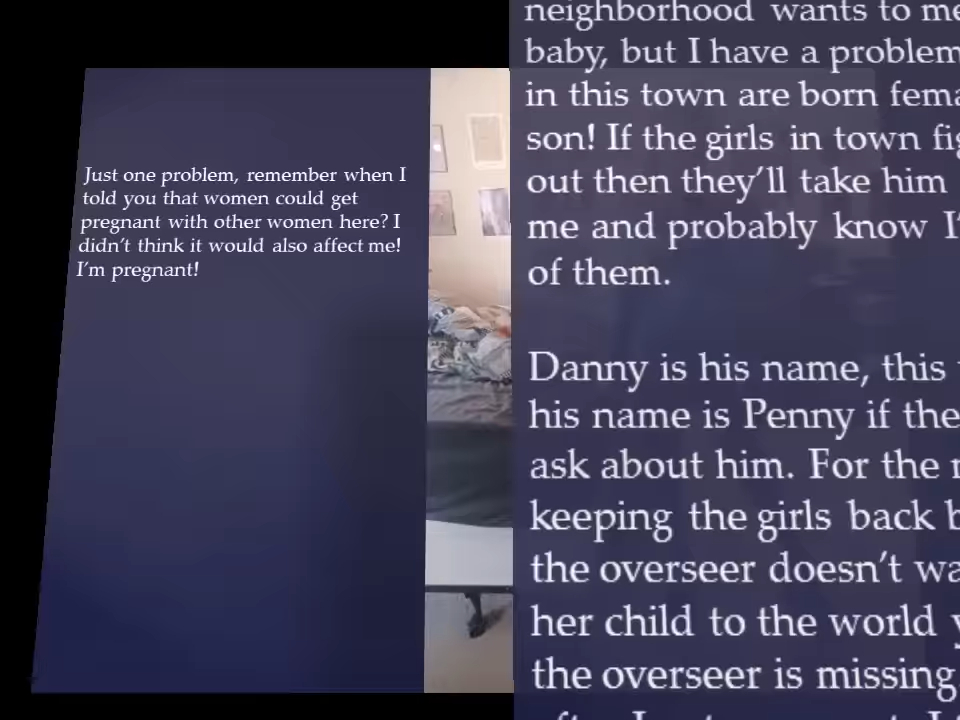 Just one problem, remember when I
told you that women could get
pregnant with other women here? I
didn't think it would also affect me!
I'm pregnant!
neighborhood wants to
baby, but I have a problem
in this town are born
son! If the girls in town
out then they'll take him
me and probably know
of them.
Danny is his name, this
his name is Penny if
ask about him. For the
keeping the girls back
the overseer doesn't
her child to the world
the overseer is missing